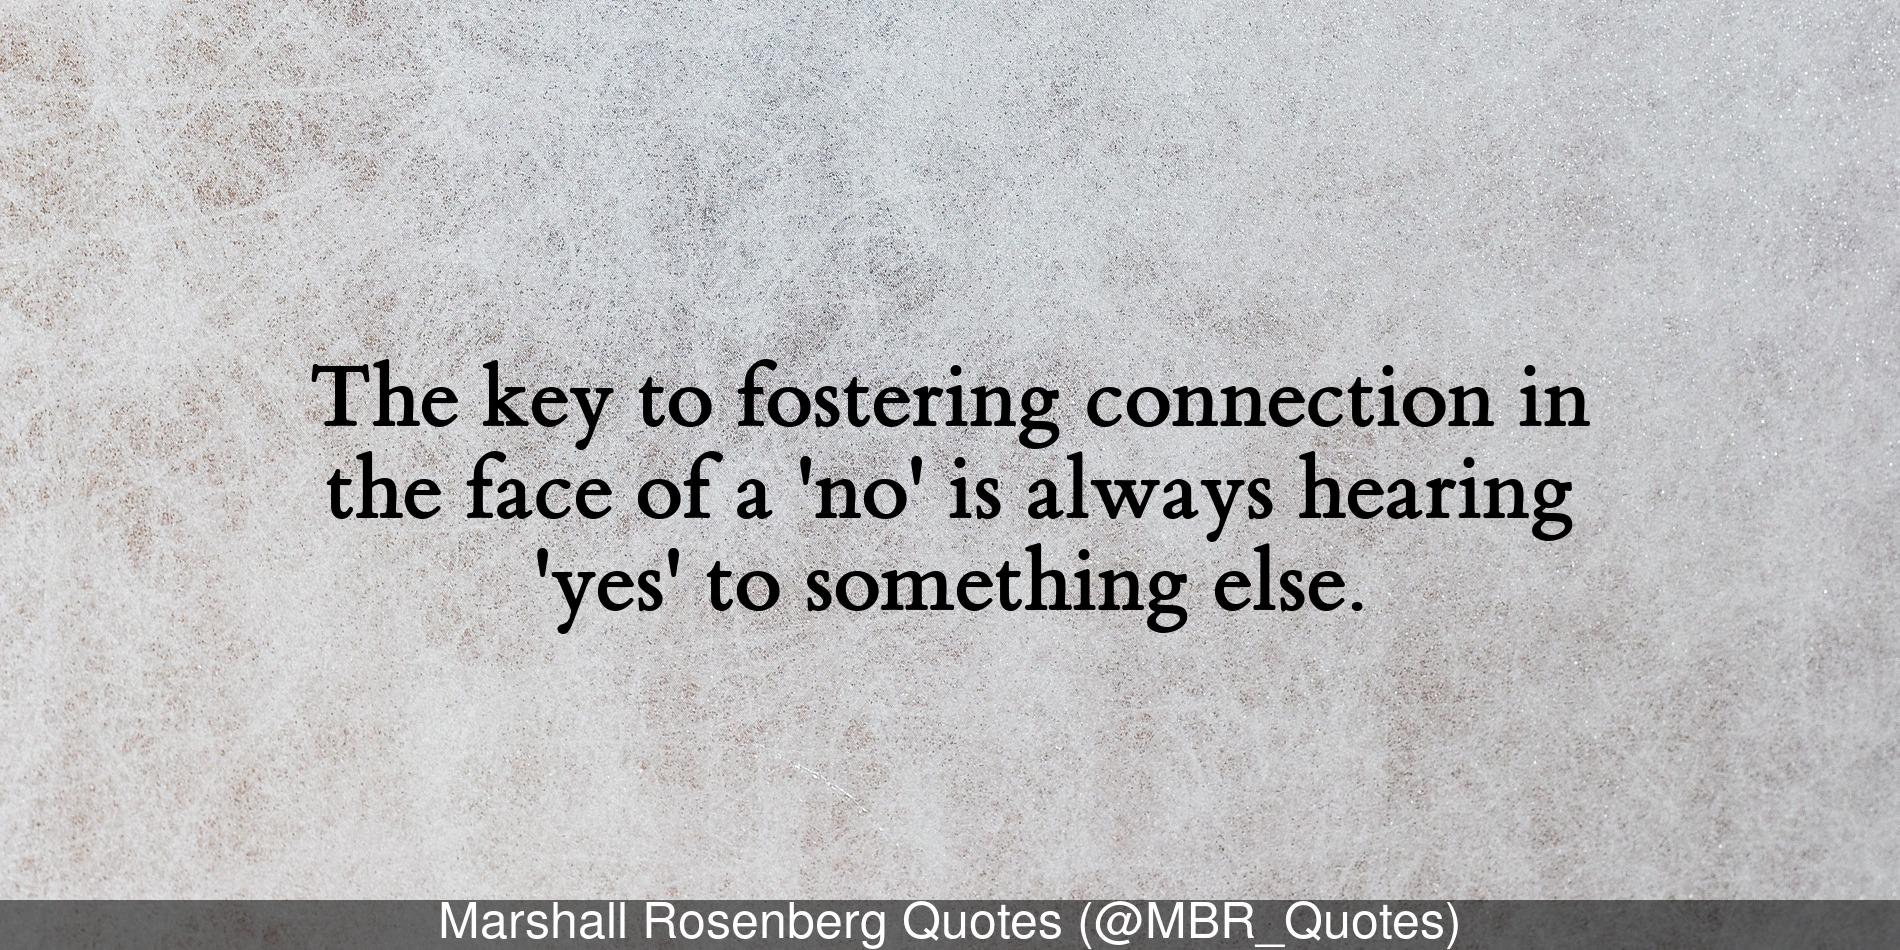 The key to fostering connection in
the face of a 'no' is always hearing
'yes' to something else.
Marshall Rosenberg Quotes (@MBR_Quotes)